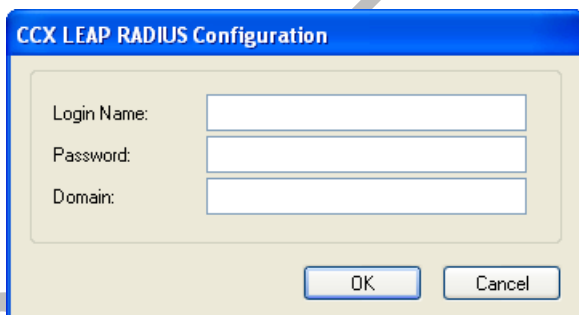 CCX LEAP RADIUS Configuration
Login Name:
Password:
Domain:
OK Cancel